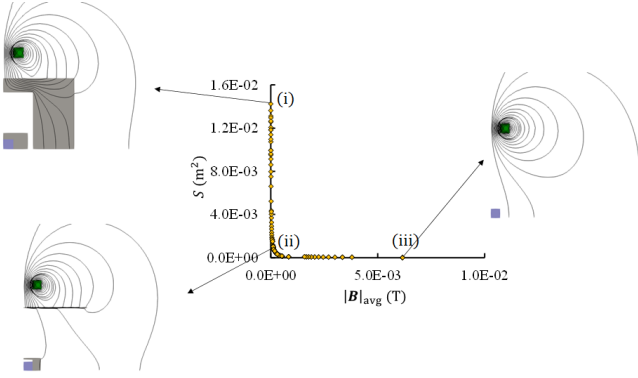 1.6E-02
(i)
1.2E-02
8.0E-03
S (m²)
4.0E-03
(ii)
(iii)
0.0E+00
0.0E+00
5.0E-03
1.0E-02
|B|avg (T)